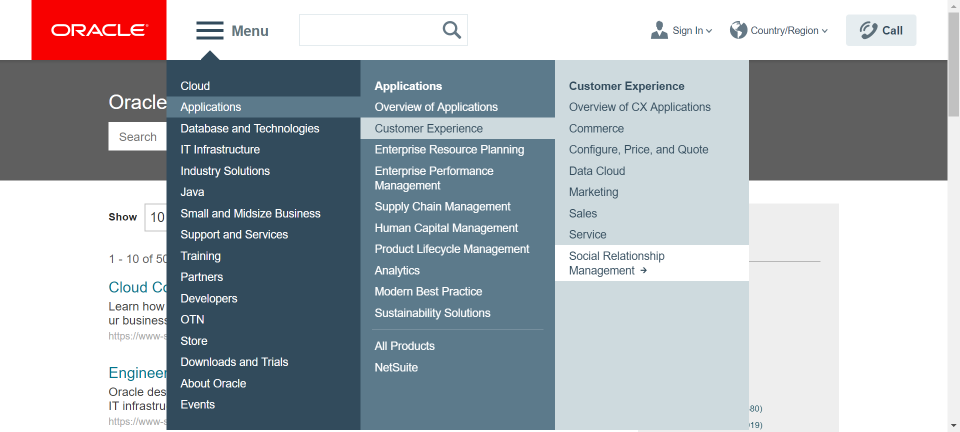 ORACLE
Menu
Sign In
Country/Region
Call
Oracle
Search
Show 10
1 - 10 of 50
Cloud Co
Learn how
ur business
https://www-s
Engineer
Oracle des
IT infrastru
https://www-s
Cloud
Applications
Database and Technologies
IT Infrastructure
Industry Solutions
Java
Small and Midsize Business
Support and Services
Training
Partners
Developers
OTN
Store
Downloads and Trials
About Oracle
Events
Applications
Overview of Applications
Customer Experience
Enterprise Resource Planning
Enterprise Performance
Management
Supply Chain Management
Human Capital Management
Product Lifecycle Management
Analytics
Modern Best Practice
Sustainability Solutions
All Products
NetSuite
Customer Experience
Overview of CX Applications
Commerce
Configure, Price, and Quote
Data Cloud
Marketing
Sales
Service
Social Relationship
Management →
80)
919)